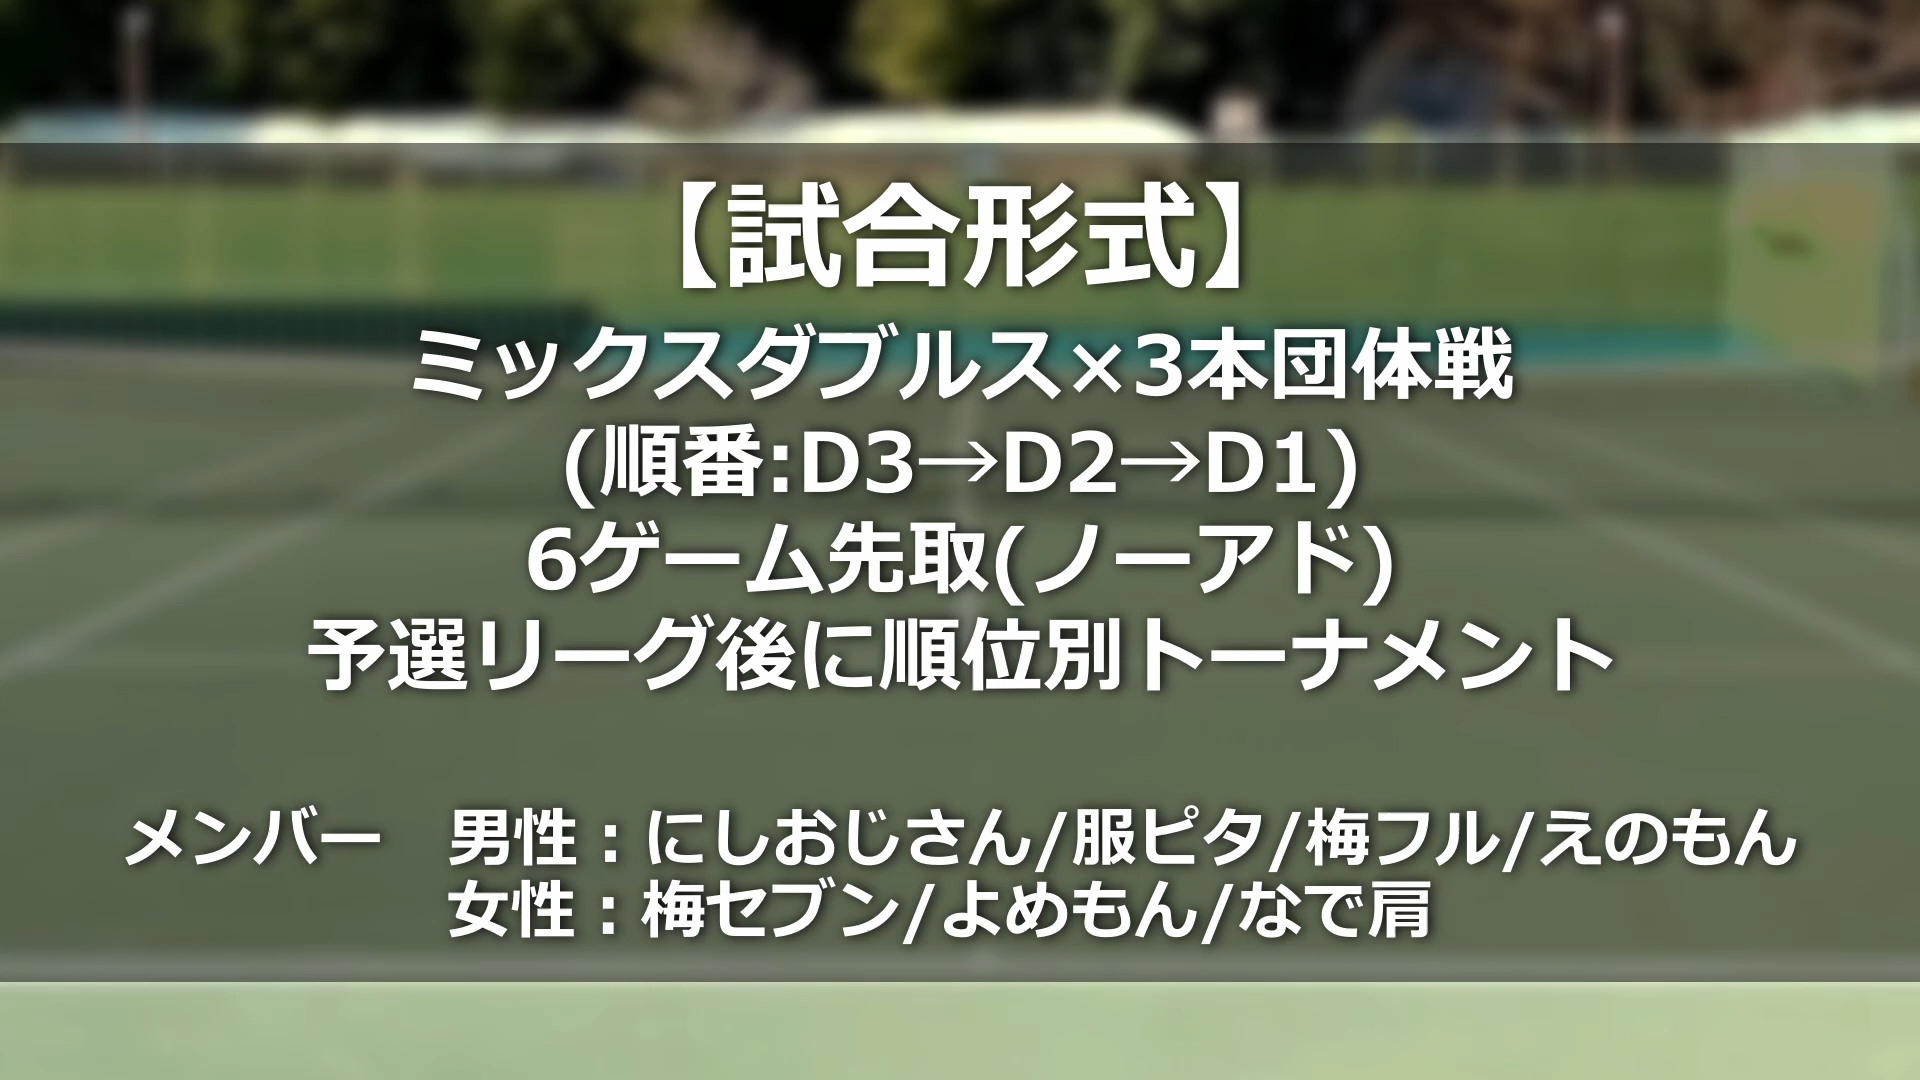 【試合形式】
ミックスダブルス×3本団体戦
(順番:D3→D2→D1)
6ゲーム先取(ノーアド)
予選リーグ後に順位別トーナメント
メンバー　男性：にしおじさん/服ピタ/梅フル/えのもん
女性：梅セブン/よめもん/なで肩